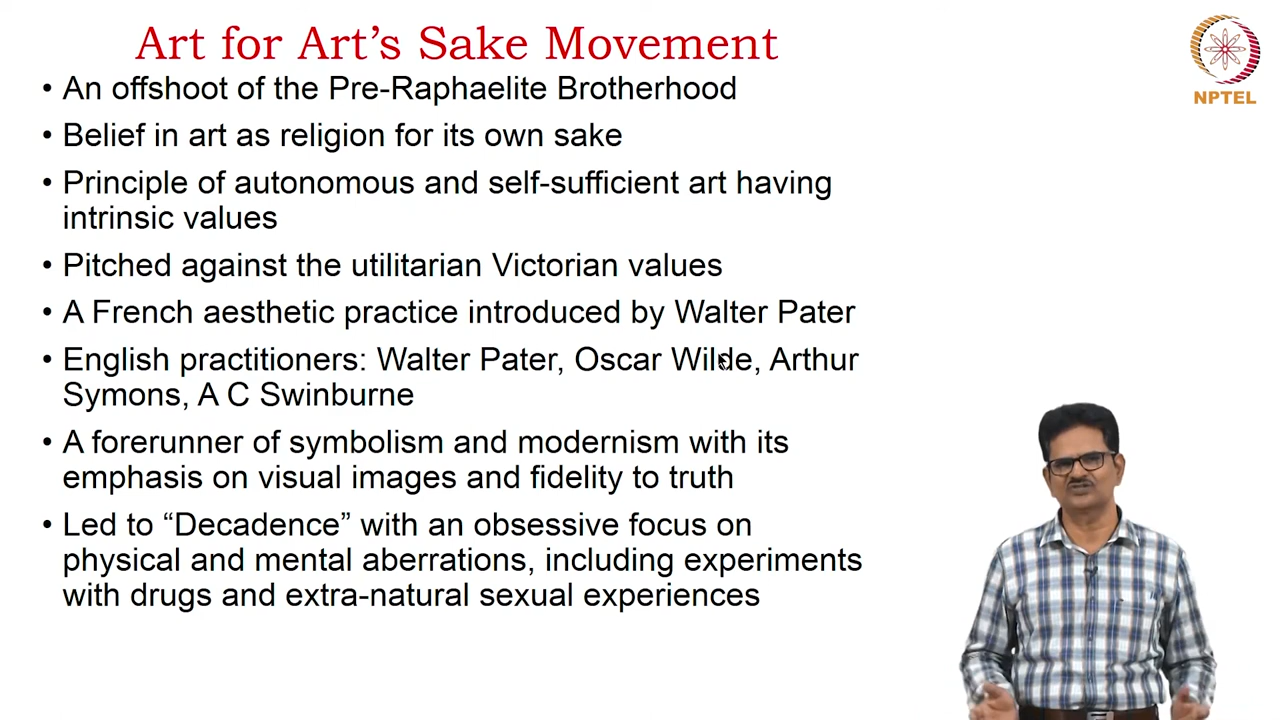 Art for Art's Sake Movement
• An offshoot of the Pre-Raphaelite Brotherhood
• Belief in art as religion for its own sake
• Principle of autonomous and self-sufficient art having
intrinsic values
• Pitched against the utilitarian Victorian values
• A French aesthetic practice introduced by Walter Pater
• English practitioners: Walter Pater, Oscar Wilde, Arthur
Symons, A C Swinburne
• A forerunner of symbolism and modernism with its
emphasis on visual images and fidelity to truth
• Led to “Decadence” with an obsessive focus on
physical and mental aberrations, including experiments
with drugs and extra-natural sexual experiences
NPTEL